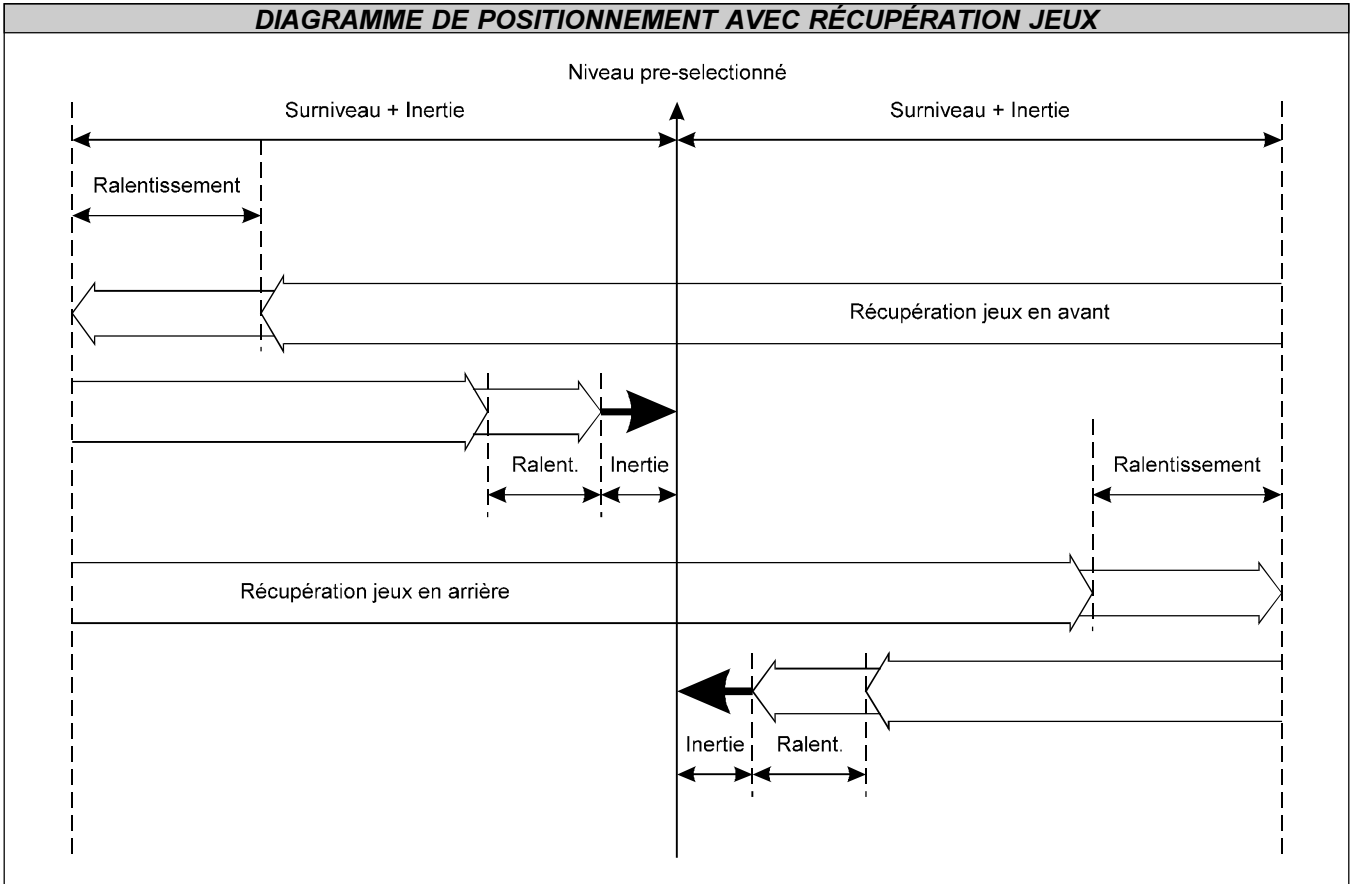 DIAGRAMME DE POSITIONNEMENT AVEC RÉCUPÉRATION JEUX
Niveau pre-selectionné
Surniveau + Inertie
Surniveau + Inertie
Ralentissement
Récupération jeux en avant
Ralent.
Inertie
Ralentissement
Récupération jeux en arrière
Inertie
Ralent.